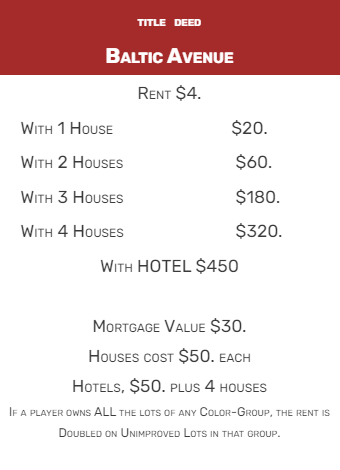 TITLE DEED
Baltic Avenue
Rent $4.
With 1 House $20.
With 2 Houses $60.
With 3 Houses $180.
With 4 Houses $320.
With HOTEL $450
Mortgage Value $30.
Houses cost $50. each
Hotels, $50. plus 4 houses
If a player owns ALL the lots of any Color-Group, the rent is
Doubled on Unimproved Lots in that group.